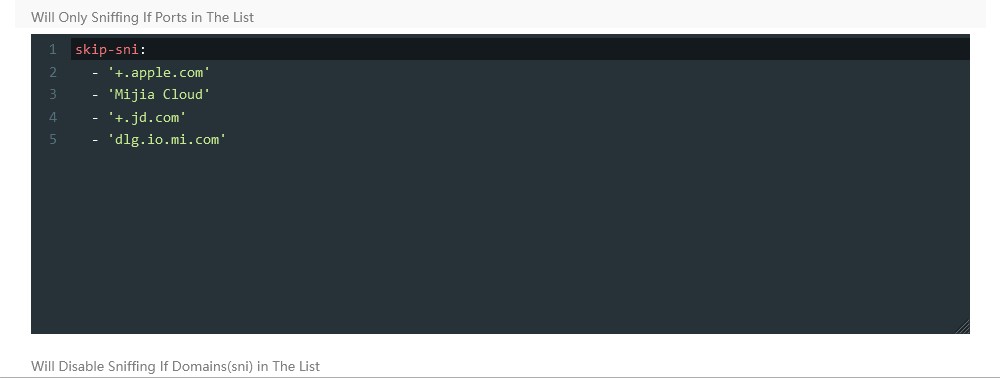 Will Only Sniffing If Ports in The List
1 skip-sni:
2 - '+.apple.com'
3 - 'Mijia Cloud'
4 - '+.jd.com'
5 - 'dlg.io.mi.com'
Will Disable Sniffing If Domains(sni) in The List